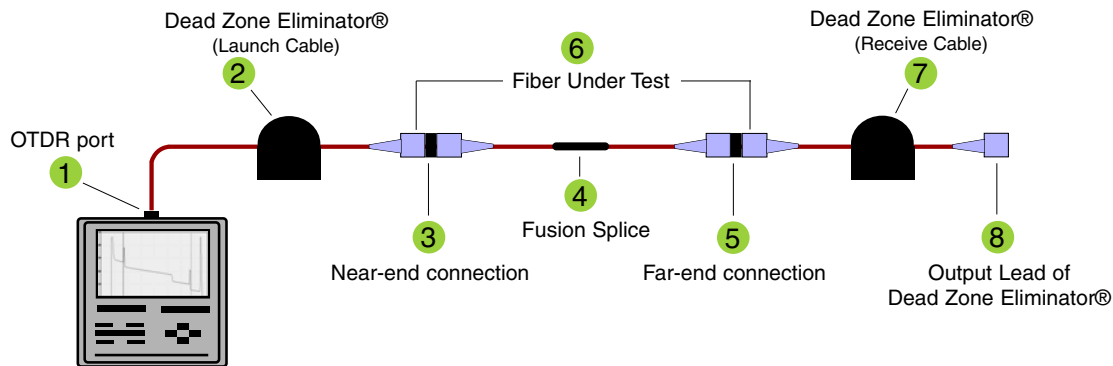 Dead Zone Eliminator®
(Launch Cable)
2
6
Fiber Under Test
Dead Zone Eliminator®
(Receive Cable)
7
OTDR port
1
4
Fusion Splice
3
Near-end connection
5
Far-end connection
8
Output Lead of
Dead Zone Eliminator®